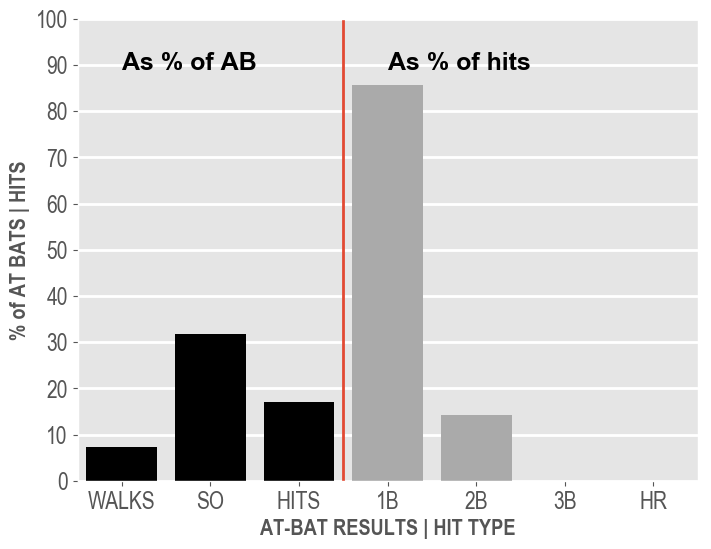 100
90
80
70
60
50
40
30
20
10
0
% of AT BATS | HITS
As % of AB
As % of hits
WALKS SO HITS 1B 2B 3B HR
AT-BAT RESULTS | HIT TYPE